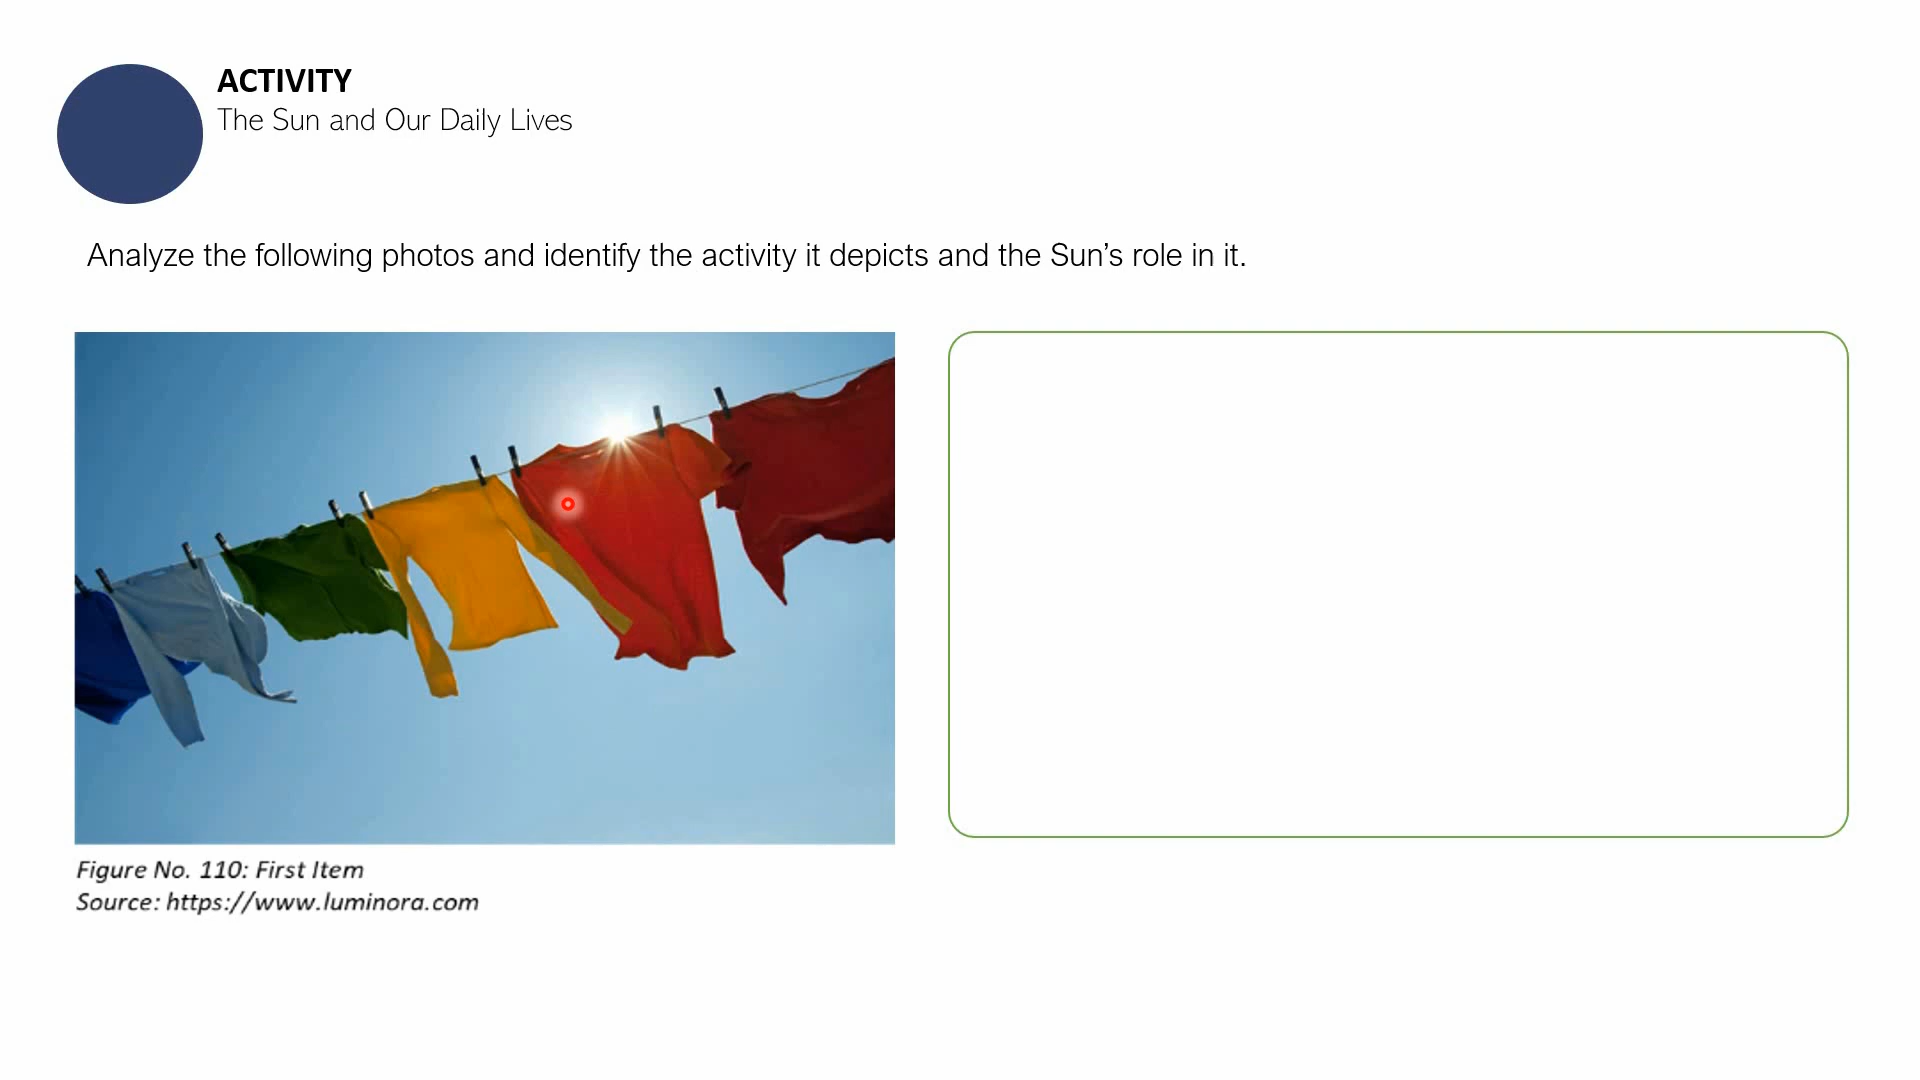 ACTIVITY
The Sun and Our Daily Lives
Analyze the following photos and identify the activity it depicts and the Sun’s role in it.
Figure No. 110: First Item
Source: https://www.luminora.com